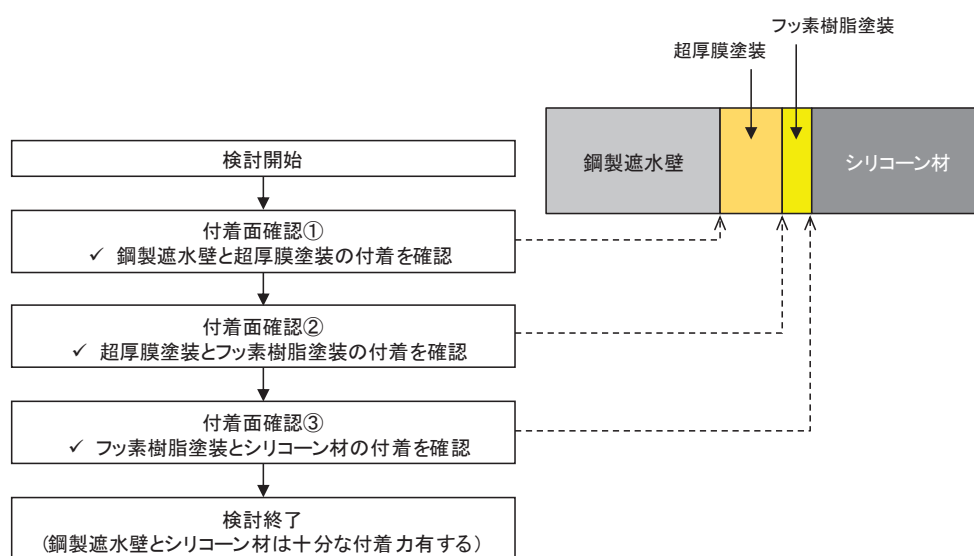 フッ素樹脂塗装
超厚膜塗装
鋼製遮水壁
シリコーン材
検討開始
付着面確認①
✓ 鋼製遮水壁と超厚膜塗装の付着を確認
付着面確認②
✓ 超厚膜塗装とフッ素樹脂塗装の付着を確認
付着面確認③
✓ フッ素樹脂塗装とシリコーン材の付着を確認
検討終了
(鋼製遮水壁とシリコーン材は十分な付着力有する)